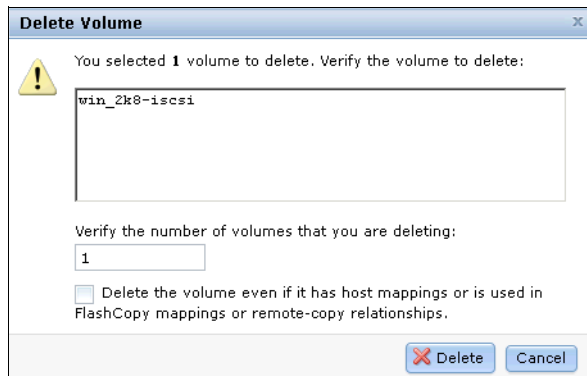 Delete Volume
x
You selected 1 volume to delete. Verify the volume to delete:
win_2k8-iscsi
Verify the number of volumes that you are deleting:
1
Delete the volume even if it has host mappings or is used in
FlashCopy mappings or remote-copy relationships.
Delete Cancel